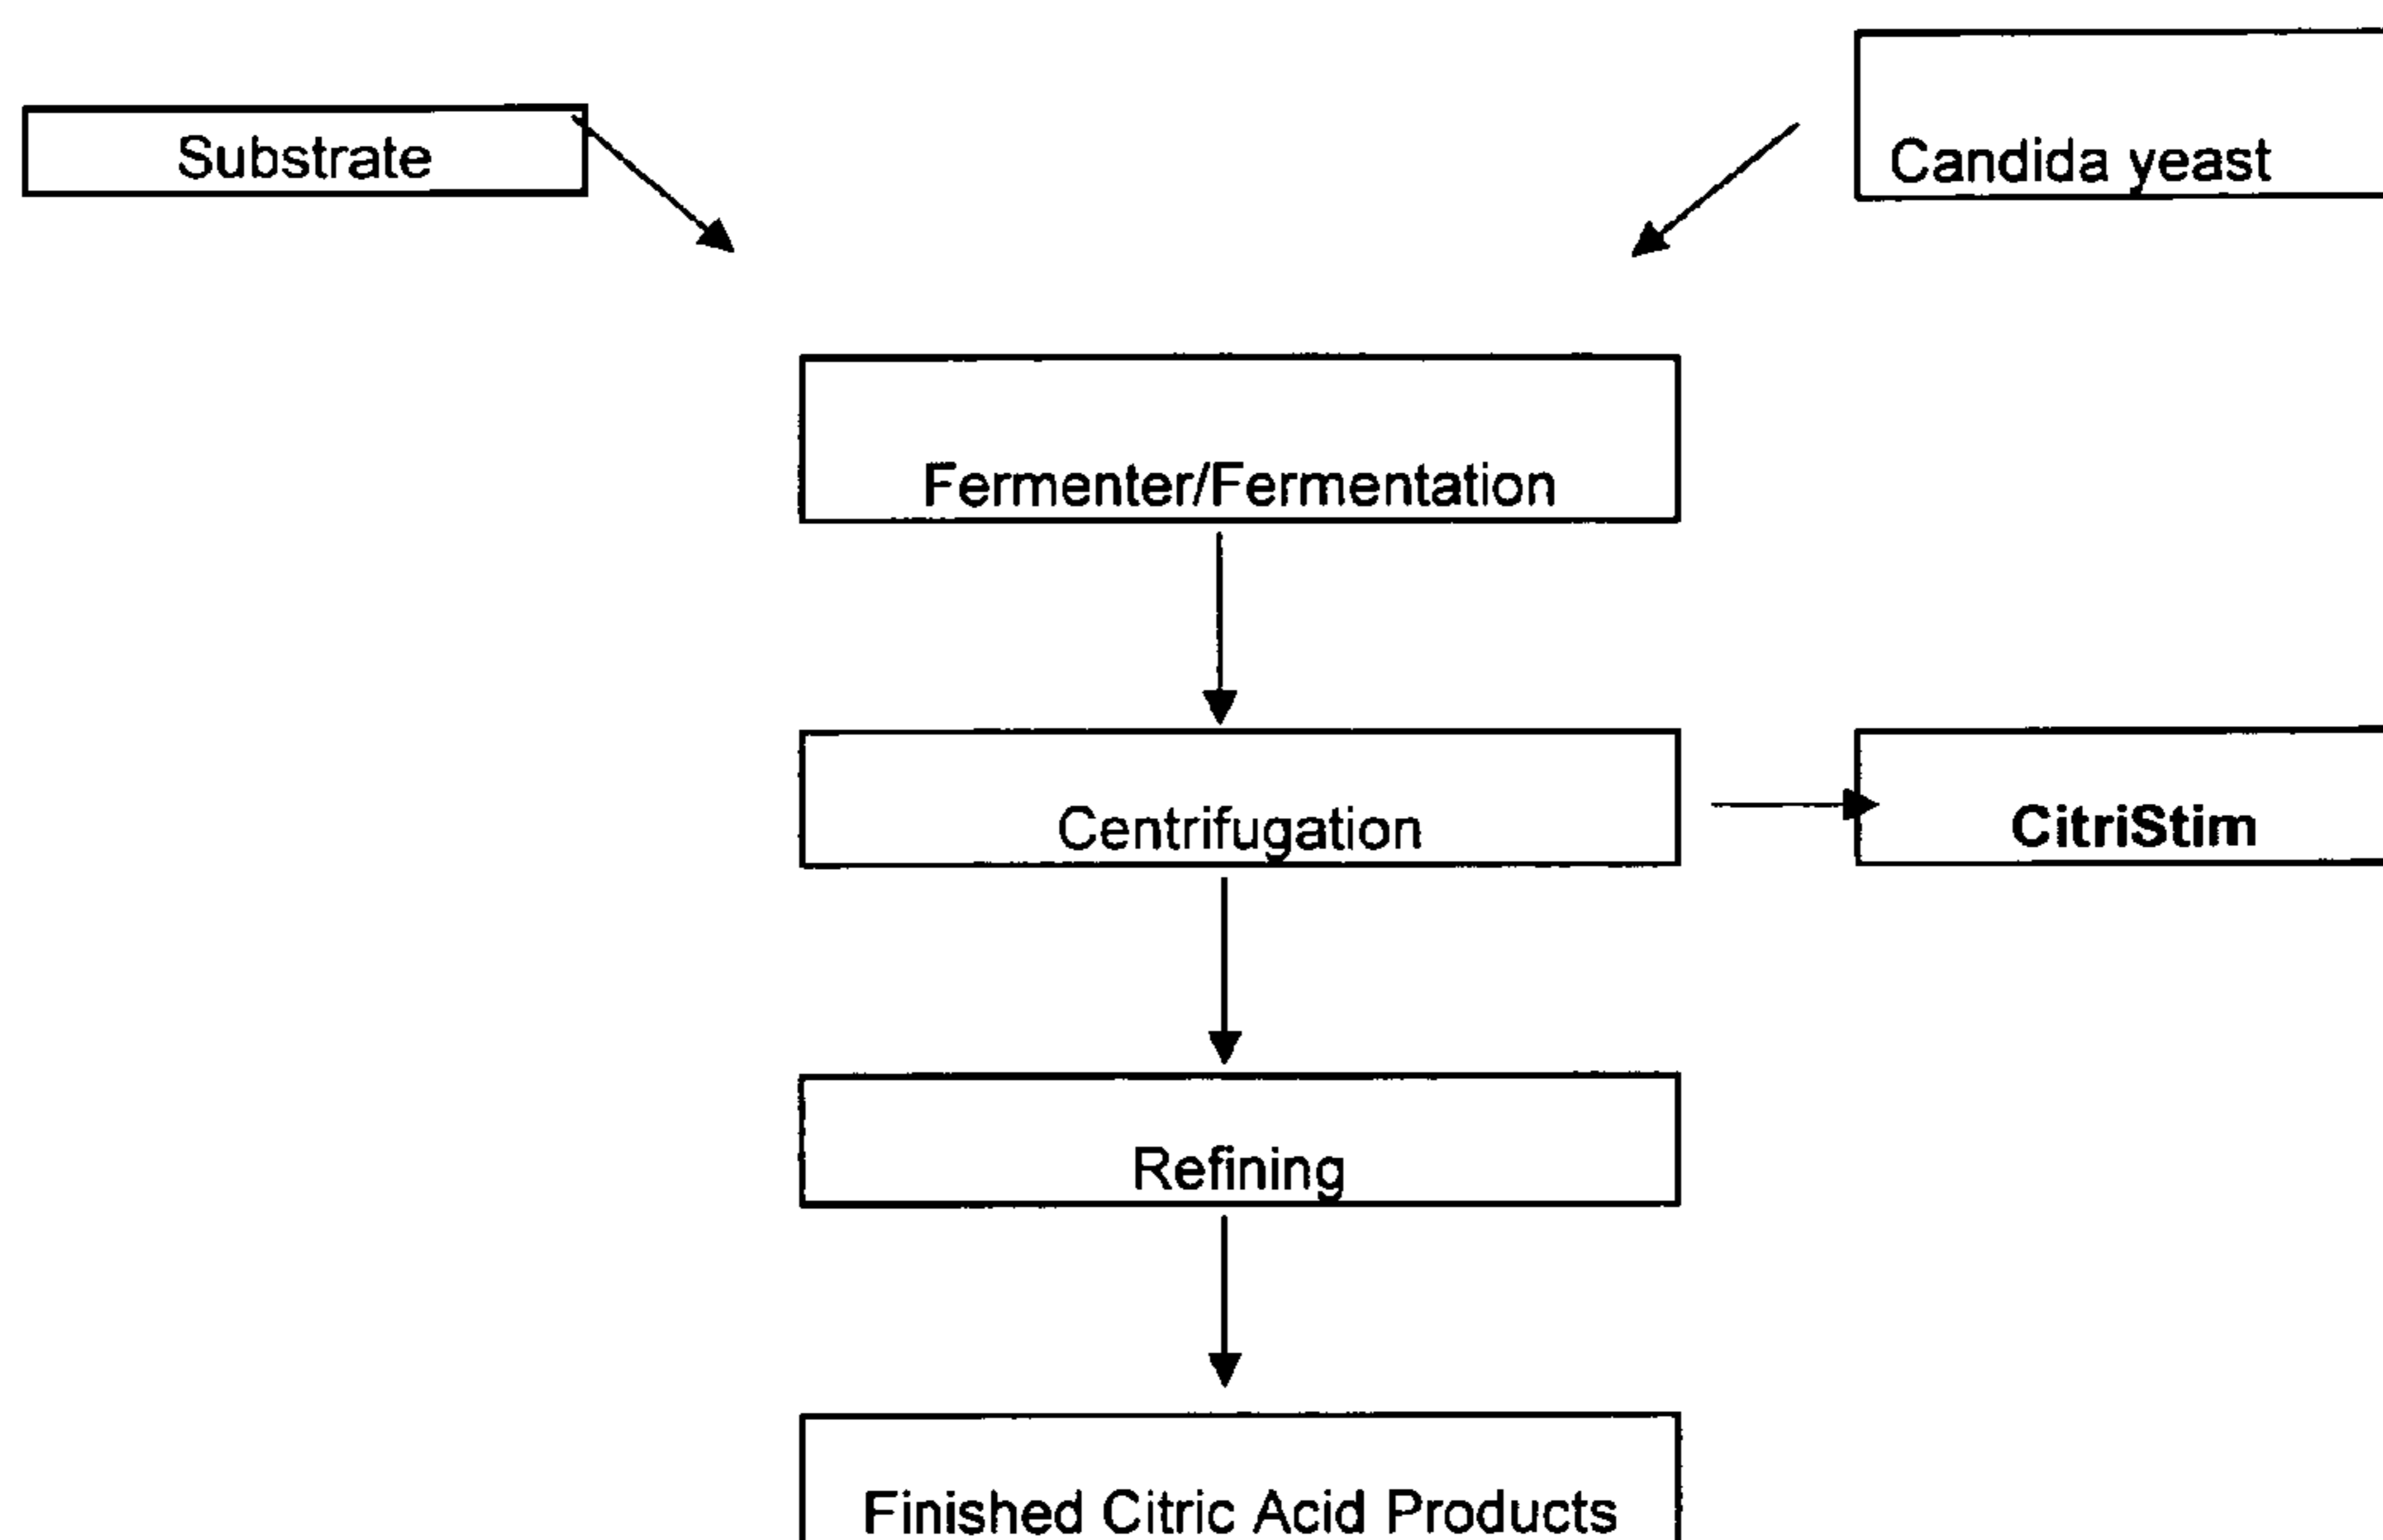 Substrate
Candida yeast
Fermenter/Fermentation
Centrifugation
CitriStim
Refining
Finished Citric Acid Products